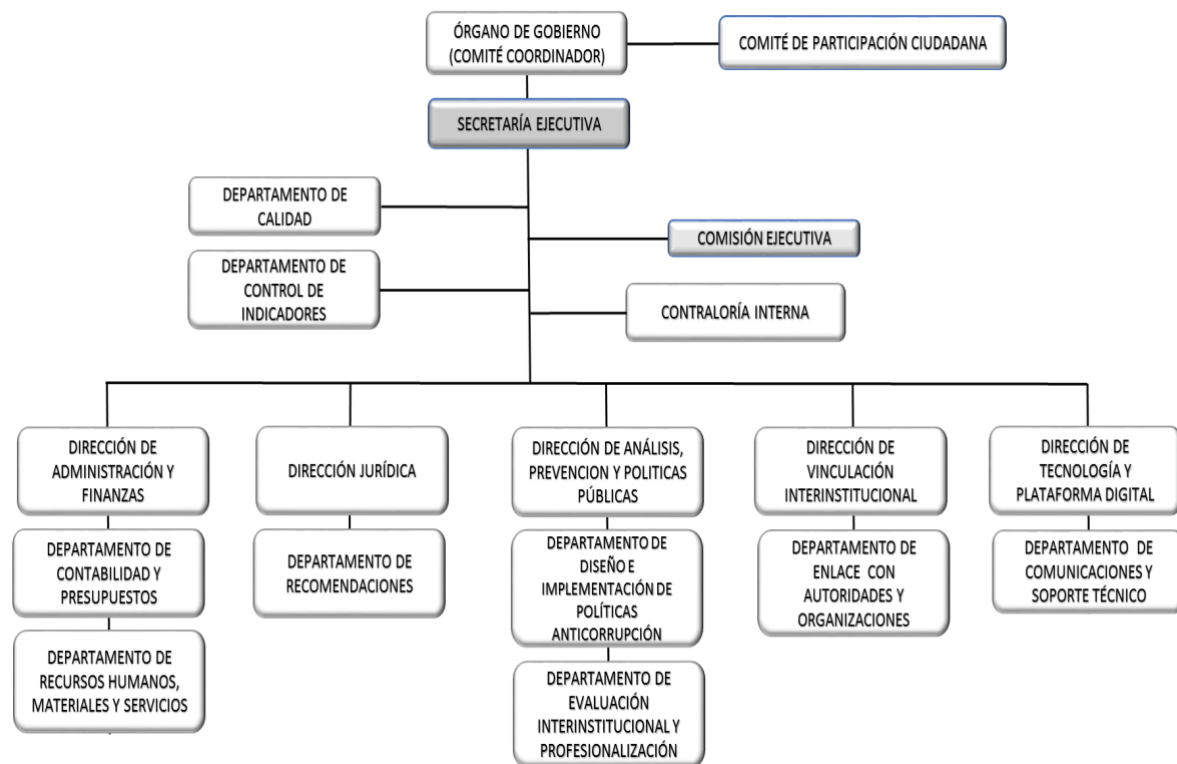 ÓRGANO DE GOBIERNO
(COMITÉ COORDINADOR)
COMITÉ DE PARTICIPACIÓN CIUDADANA
SECRETARÍA EJECUTIVA
DEPARTAMENTO DE
CALIDAD
COMISIÓN EJECUTIVA
DEPARTAMENTO DE
CONTROL DE
INDICADORES
CONTRALORÍA INTERNA
DIRECCIÓN DE
ADMINISTRACIÓN Y
FINANZAS
DIRECCIÓN JURÍDICA
DIRECCIÓN DE ANÁLISIS,
PREVENCION Y POLITICAS
PÚBLICAS
DIRECCIÓN DE
VINCULACIÓN
INTERINSTITUCIONAL
DIRECCIÓN DE
TECNOLOGÍA Y
PLATAFORMA DIGITAL
DEPARTAMENTO DE
CONTABILIDAD Y
PRESUPUESTOS
DEPARTAMENTO DE
RECOMENDACIONES
DEPARTAMENTO DE
DISEÑO E
IMPLEMENTACIÓN DE
POLÍTICAS
ANTICORRUPCIÓN
DEPARTAMENTO DE
ENLACE CON
AUTORIDADES Y
ORGANIZACIONES
DEPARTAMENTO DE
COMUNICACIONES Y
SOPORTE TÉCNICO
DEPARTAMENTO DE
RECURSOS HUMANOS,
MATERIALES Y SERVICIOS
DEPARTAMENTO DE
EVALUACIÓN
INTERINSTITUCIONAL Y
PROFESIONALIZACIÓN